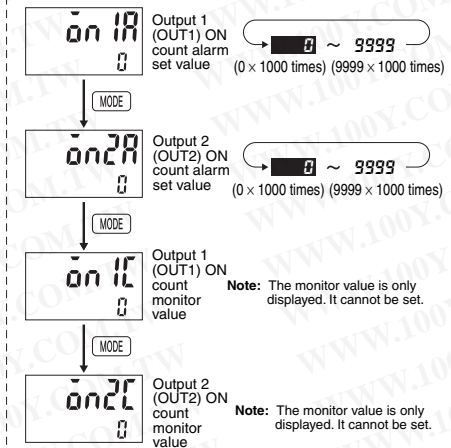 on1A
0
Output 1
(OUT1) ON
count alarm
set value
0 ~ 9999
(0 × 1000 times) (9999 × 1000 times)
MODE
on2A
0
Output 2
(OUT2) ON
count alarm
set value
0 ~ 9999
(0 × 1000 times) (9999 × 1000 times)
MODE
on1C
0
Output 1
(OUT1) ON
count
monitor
value
Note: The monitor value is only
displayed. It cannot be set.
MODE
on2C
0
Output 2
(OUT2) ON
count
monitor
value
Note: The monitor value is only
displayed. It cannot be set.
WWW.100Y.COM.TW